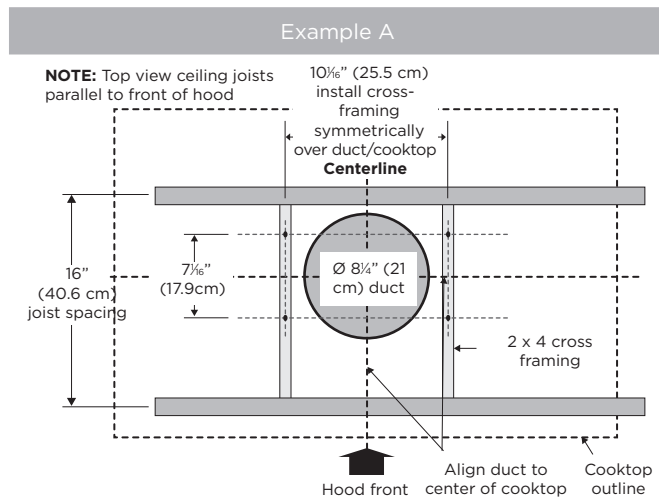 Example A
NOTE: Top view ceiling joists
parallel to front of hood
10 1/16” (25.5 cm)
install cross-
framing
symmetrically
over duct/cooktop
Centerline
16”
(40.6 cm)
joist spacing
7 1/16”
(17.9cm)
Ø 8¼” (21
cm) duct
2 x 4 cross
framing
Hood front
Align duct to
center of cooktop
Cooktop
outline